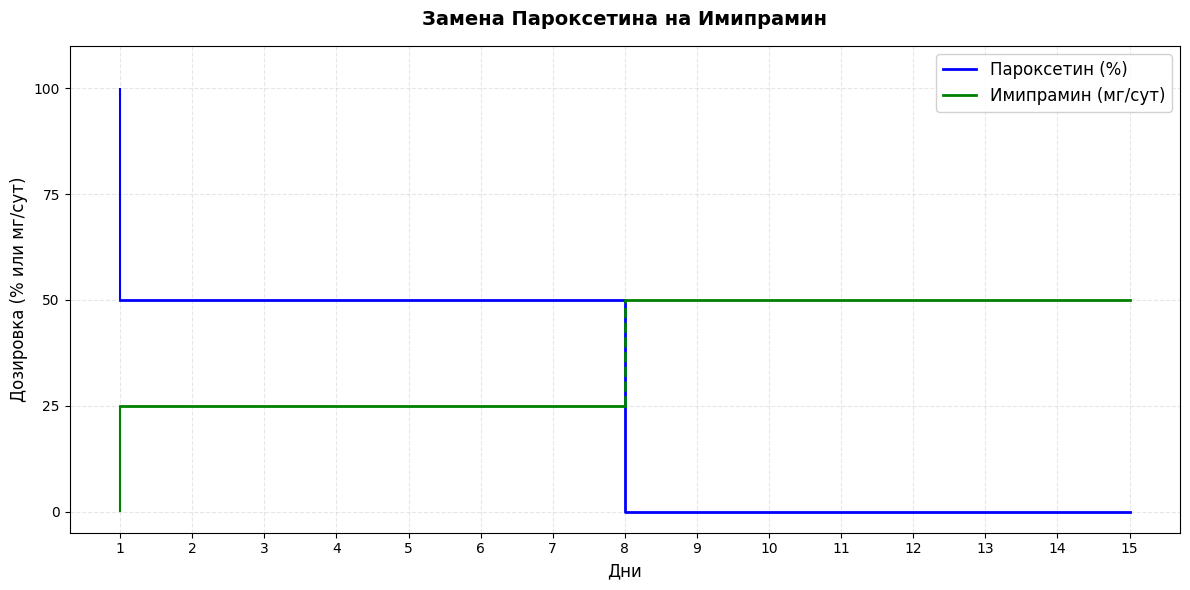 Замена Пароксетина на Имипрамин
Пароксетин (%)
Имипрамин (мг/сут)
Дозировка (% или мг/сут)
100
75
50
25
0
1 2 3 4 5 6 7 8 9 10 11 12 13 14 15
Дни